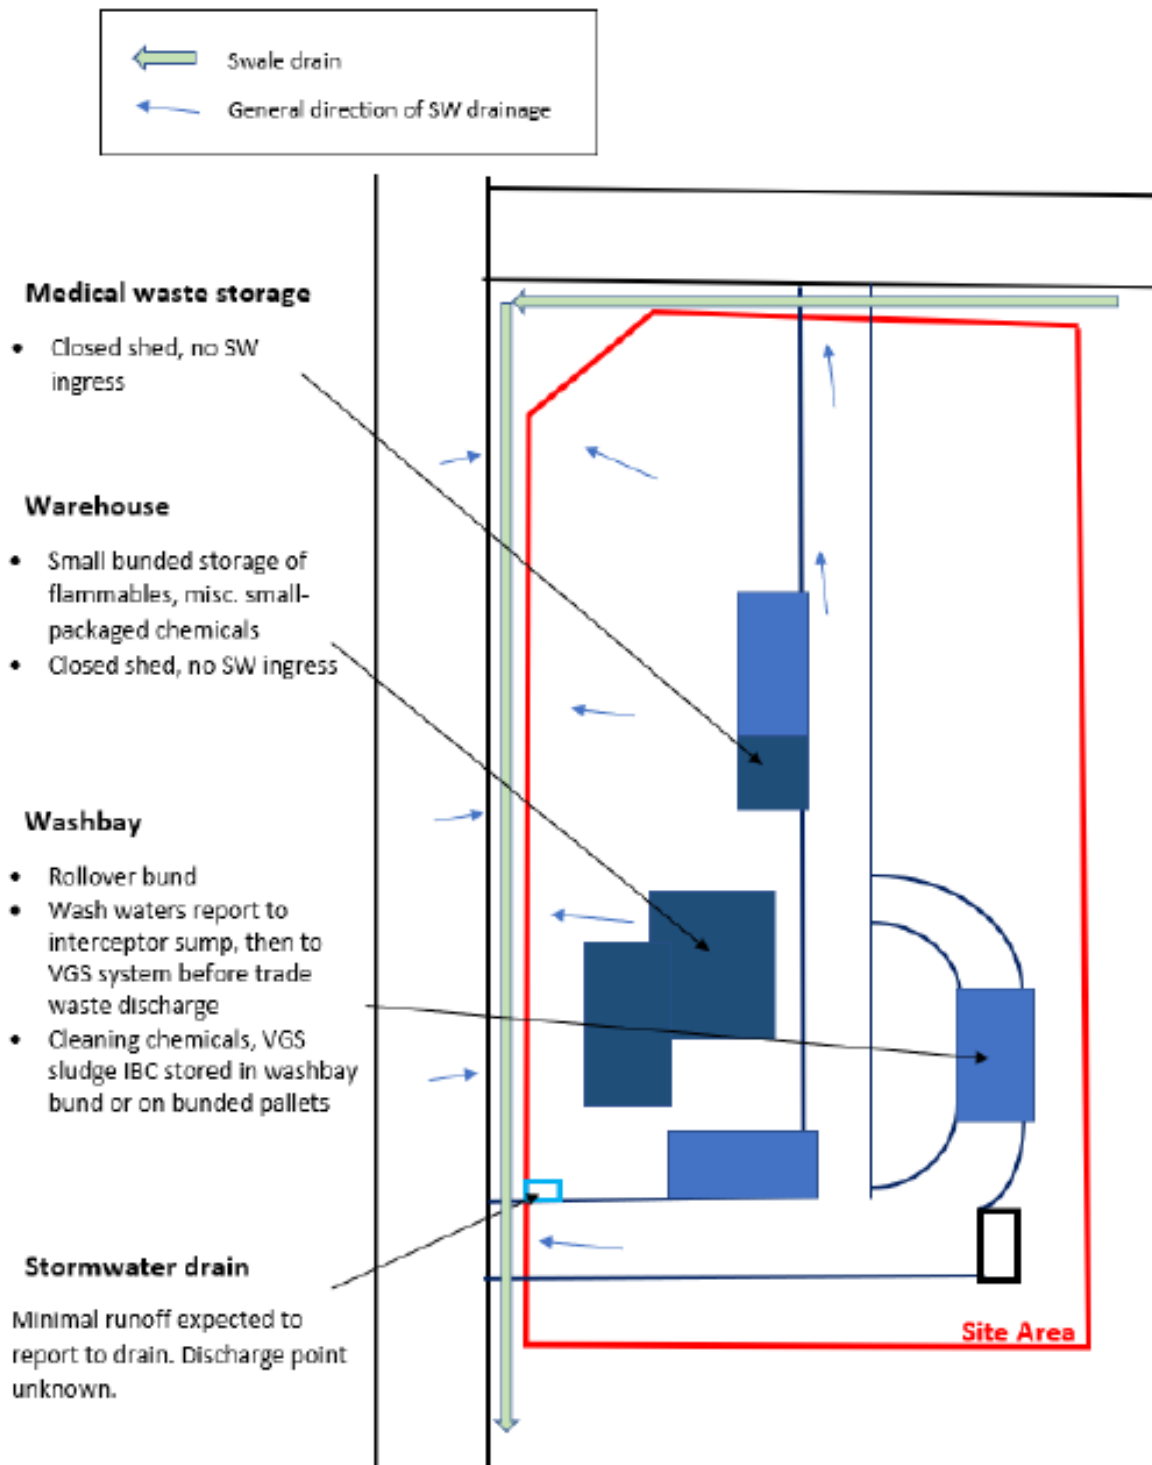 Swale drain
General direction of SW drainage
Medical waste storage
• Closed shed, no SW
ingress
Warehouse
• Small bunded storage of
flammables, misc. small-
packaged chemicals
• Closed shed, no SW ingress
Washbay
• Rollover bund
• Wash waters report to
interceptor sump, then to
VGS system before trade
waste discharge
• Cleaning chemicals, VGS
sludge IBC stored in washbay
bund or on bunded pallets
Stormwater drain
Minimal runoff expected to
report to drain. Discharge point
unknown.
Site Area